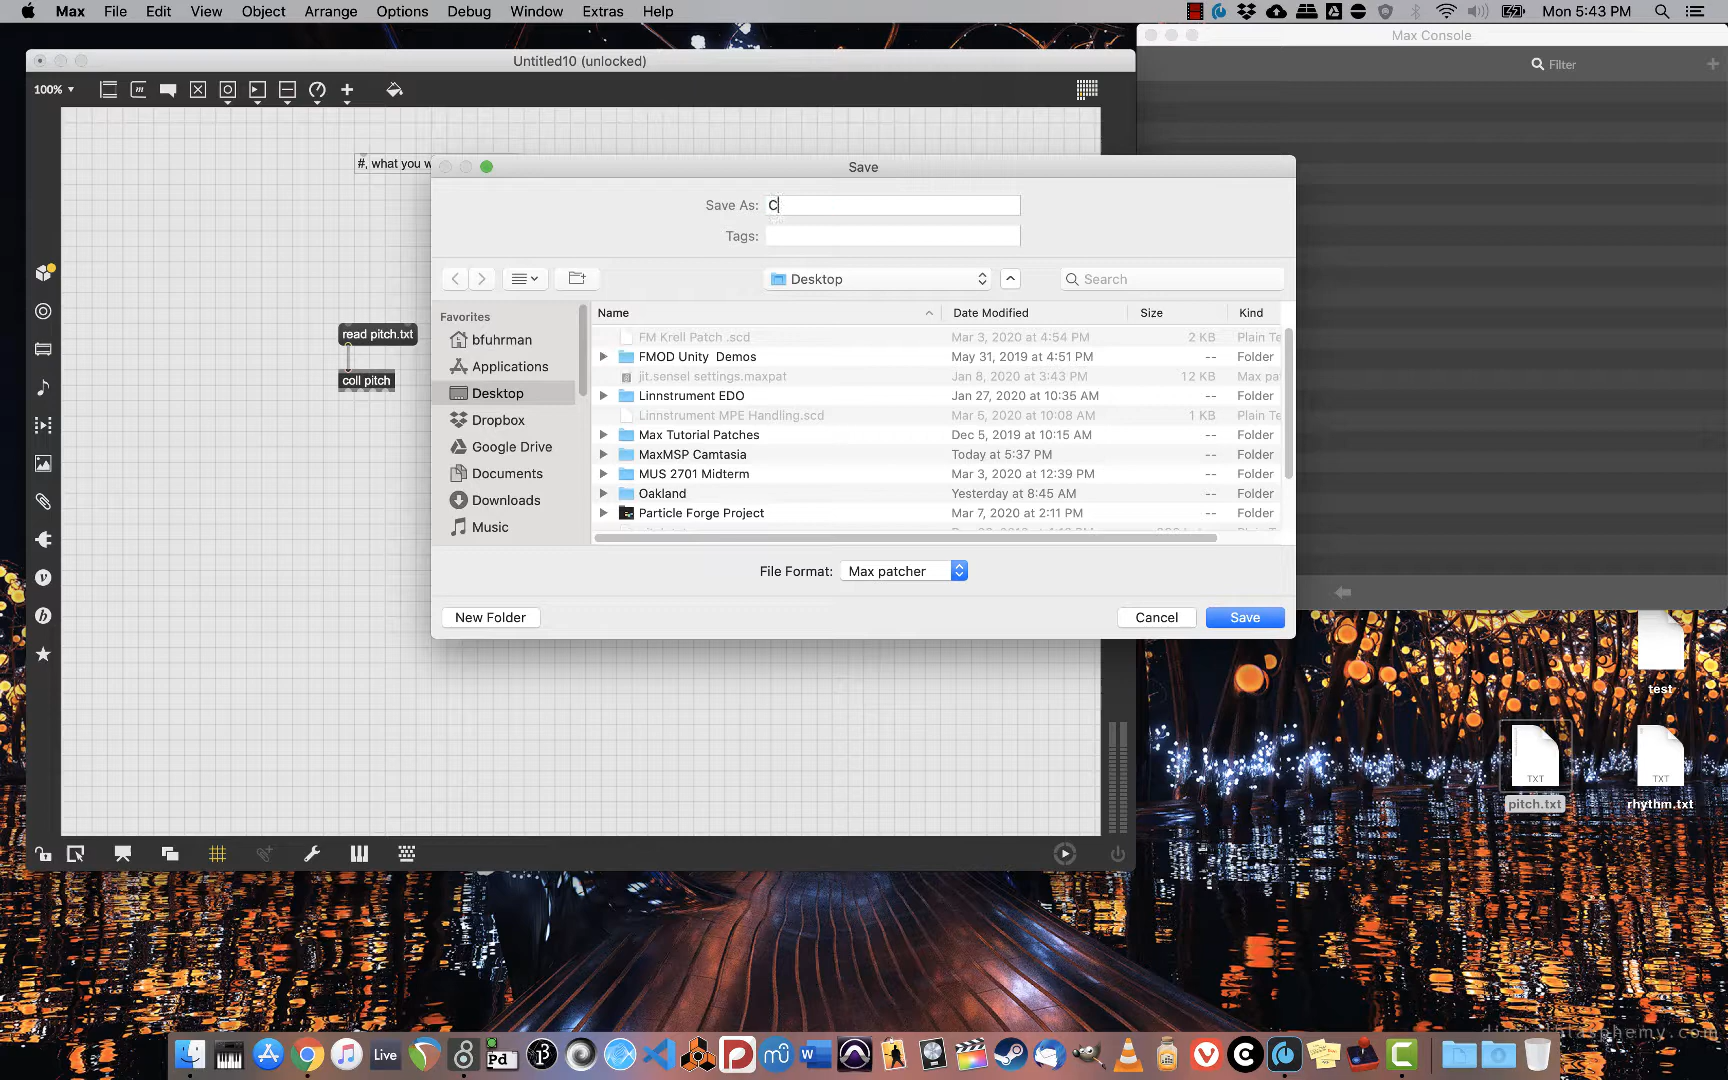 Max File Edit View Object Arrange Options Debug Window Extras Help
Mon 5:43 PM
Untitled10 (unlocked)
Max Console
100%
Filter
#, what you w
read pitch.txt
coll pitch
Save
Save As: C
Tags:
Desktop
Search
Favorites
bfuhrman
Applications
Desktop
Dropbox
Google Drive
Documents
Downloads
Music
Name Date Modified Size Kind
FM Krell Patch .scd Mar 3, 2020 at 4:54 PM 2 KB Plain Te
FMOD Unity Demos May 31, 2019 at 4:51 PM -- Folder
jit.sensel settings.maxpat Jan 8, 2020 at 3:43 PM 12 KB Max pa
Linnstrument EDO Jan 27, 2020 at 10:35 AM -- Folder
Linnstrument MPE Handling.scd Mar 5, 2020 at 10:08 AM 1 KB Plain Te
Max Tutorial Patches Dec 5, 2019 at 10:15 AM -- Folder
MaxMSP Camtasia Today at 5:37 PM -- Folder
MUS 2701 Midterm Mar 3, 2020 at 12:39 PM -- Folder
Oakland Yesterday at 8:45 AM -- Folder
Particle Forge Project Mar 7, 2020 at 2:11 PM -- Folder
File Format: Max patcher
New Folder Cancel Save
test
TXT TXT
pitch.txt rhythm.txt
Live
Pd